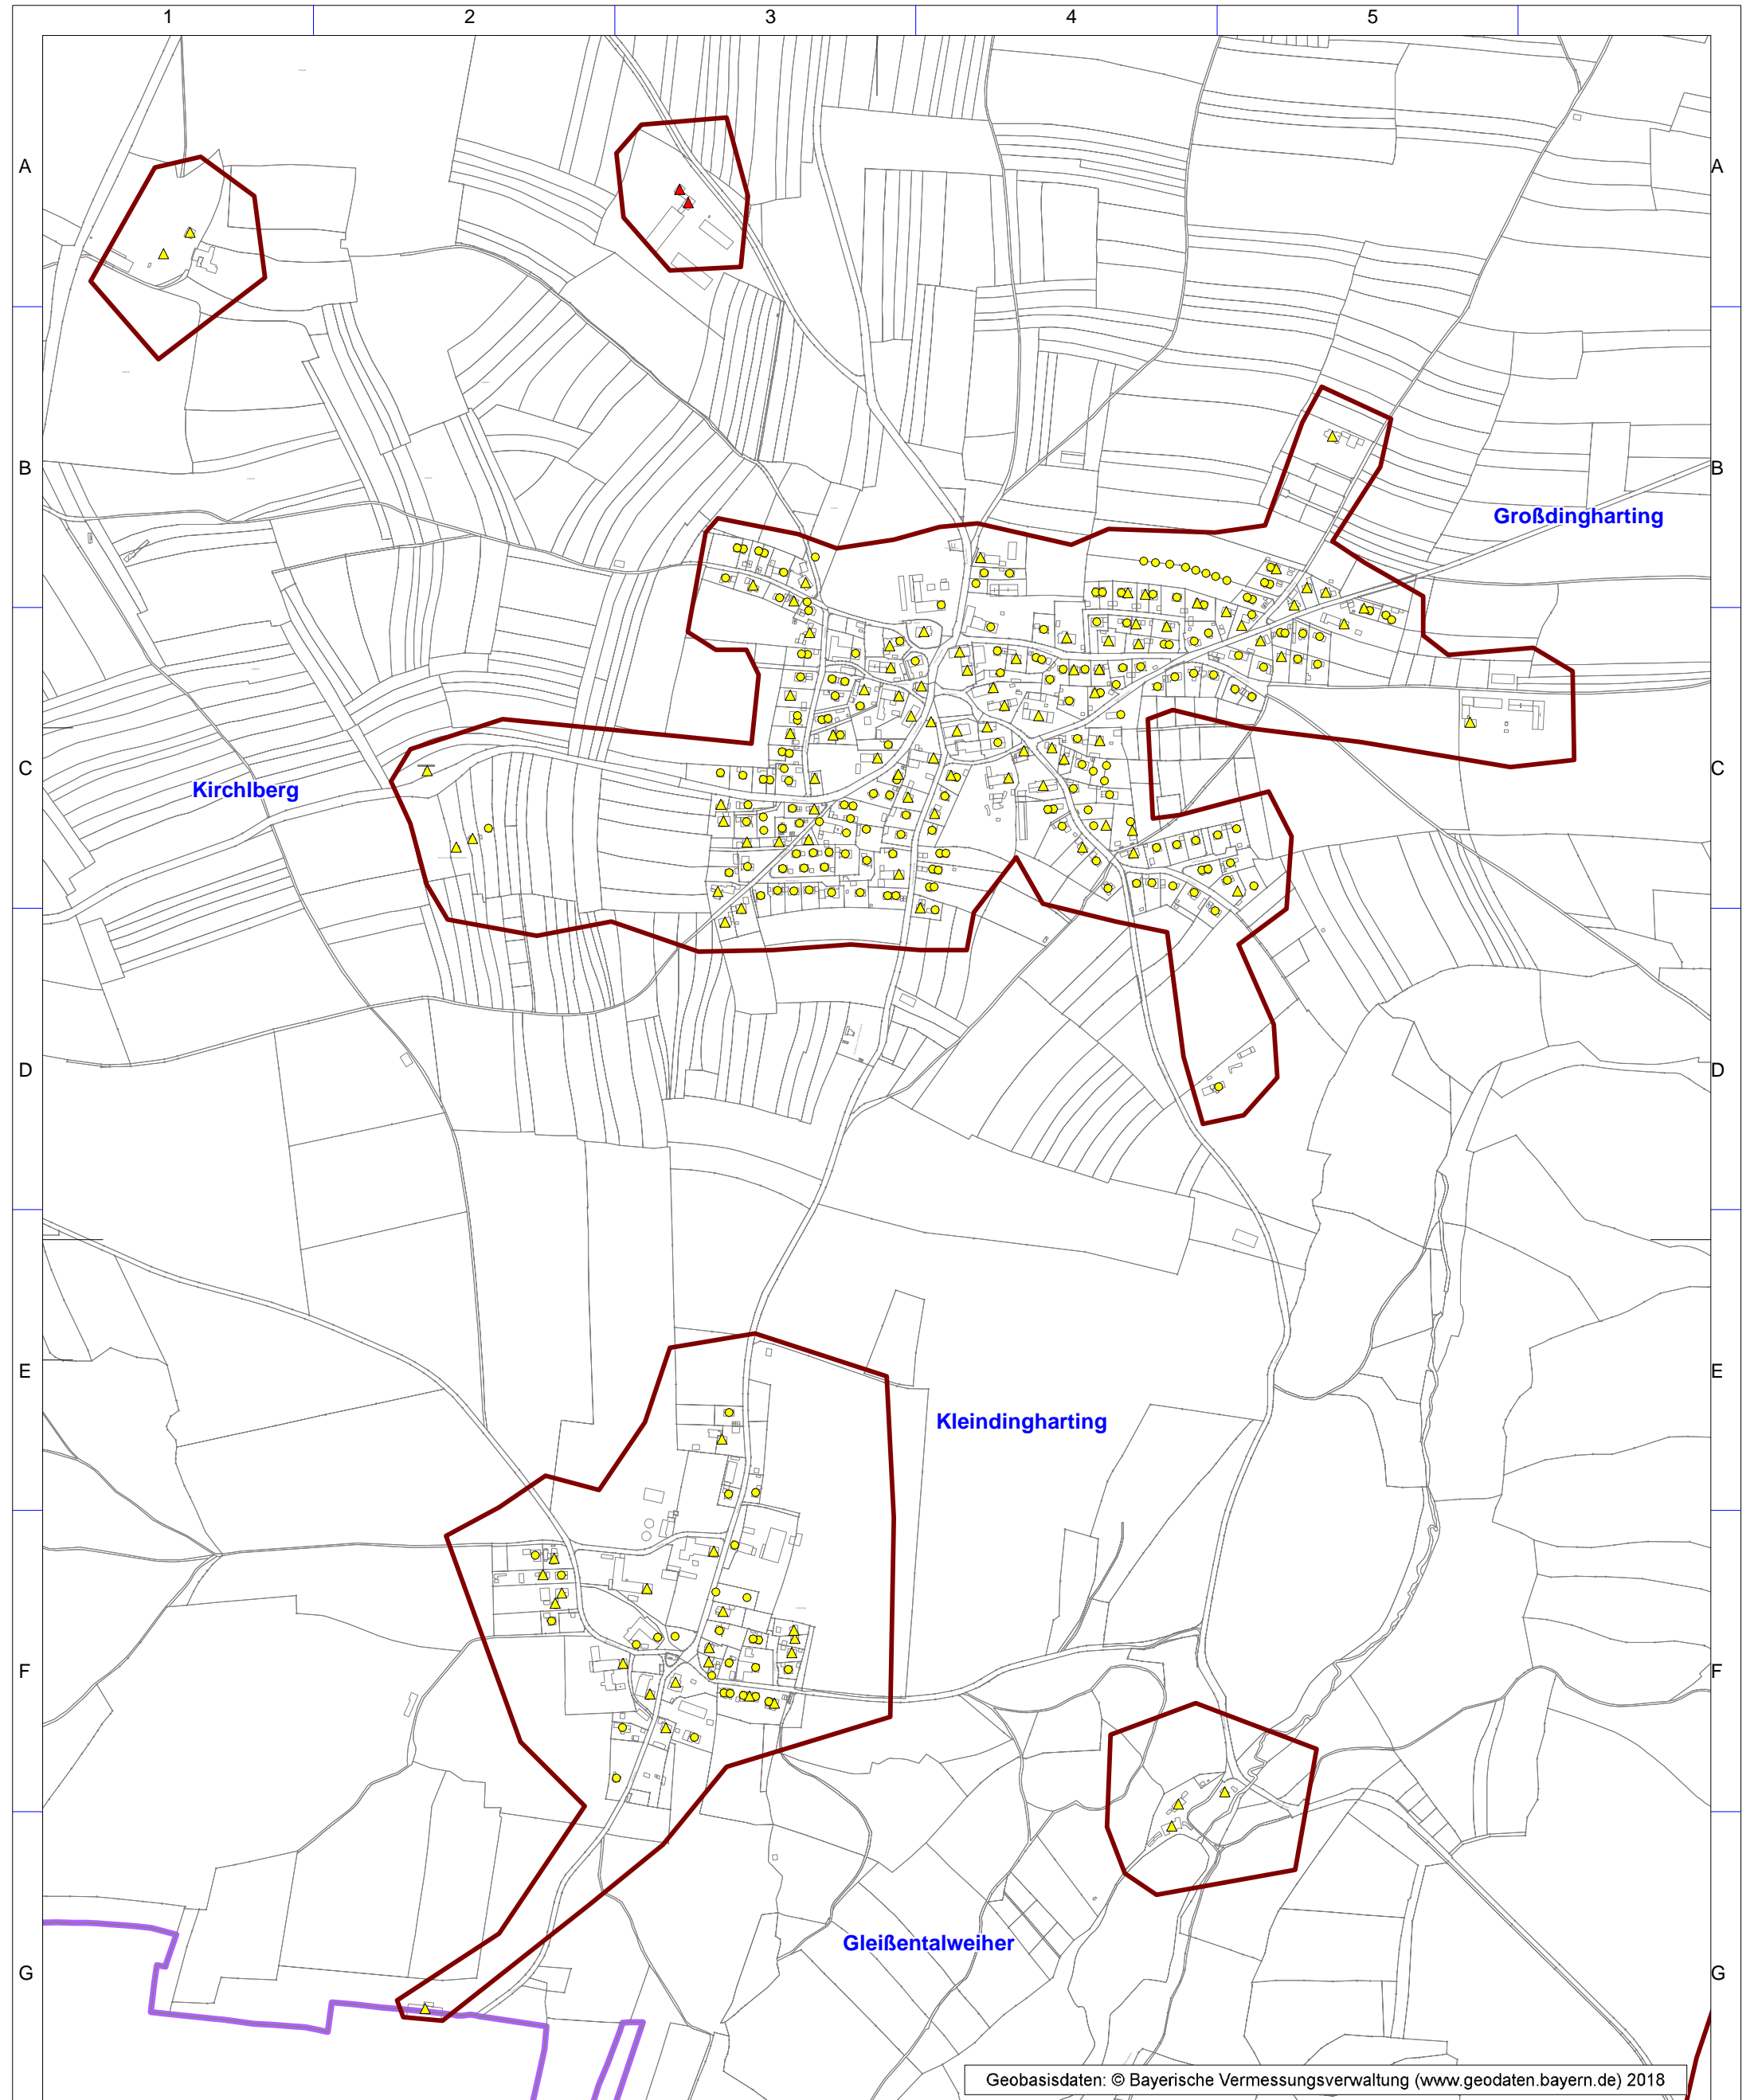 1 2 3 4 5
A A
B B
Großdingharting
C C
Kirchlberg
D D
E E
Kleindingharting
F F
Gleißentalweiher
G G
Geobasisdaten: © Bayerische Vermessungsverwaltung (www.geodaten.bayern.de) 2018